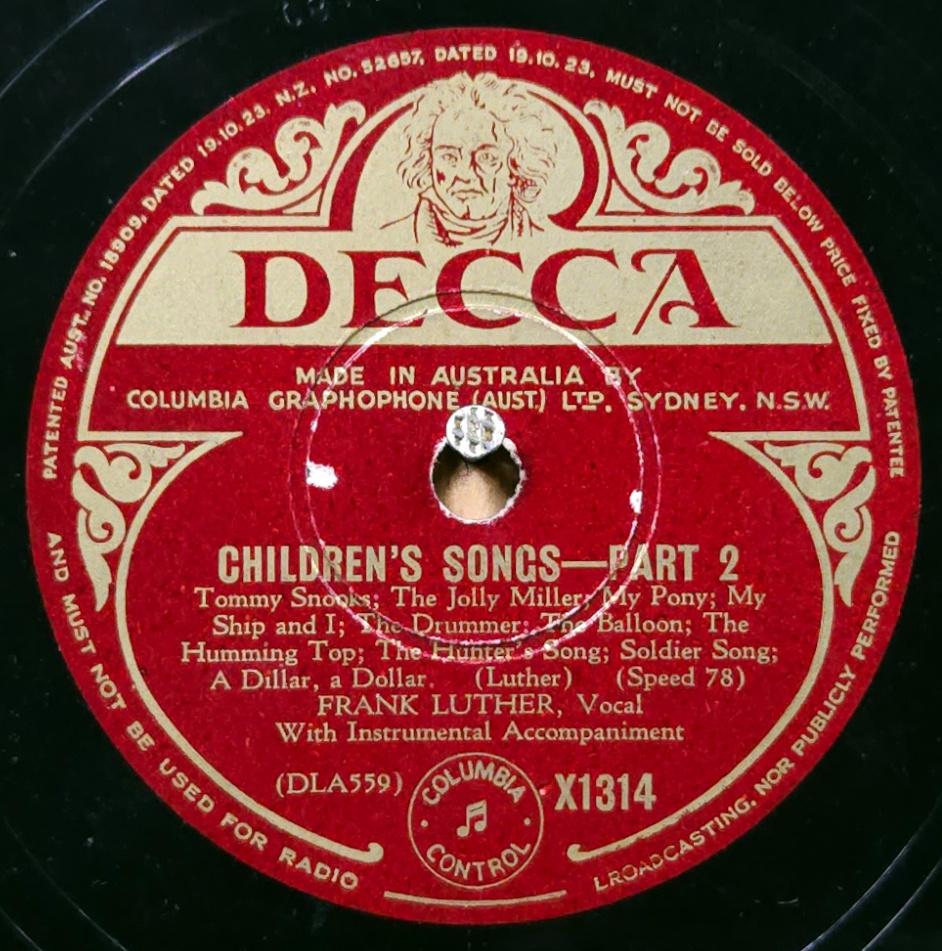 PATENTED AUST. NO. 18909, DATED 19.10.23. N.Z. NO. 52657, DATED 19.10.23. MUST NOT BE SOLD BELOW PRICE FIXED BY PATENTEE
DECCA
MADE IN AUSTRALIA BY
COLUMBIA GRAPHOPHONE (AUST.) LTD. SYDNEY. N.S.W.
CHILDREN'S SONGS—PART 2
Tommy Snooks; The Jolly Miller; My Pony; My
Ship and I; The Drummer; The Balloon; The
Humming Top; The Hunter's Song; Soldier Song;
A Dillar, a Dollar. (Luther) (Speed 78)
FRANK LUTHER, Vocal
With Instrumental Accompaniment
(DLA559)
COLUMBIA
CONTROL
X1314
AND MUST NOT BE USED FOR RADIO LROADCASTING, NOR PUBLICLY PERFORMED